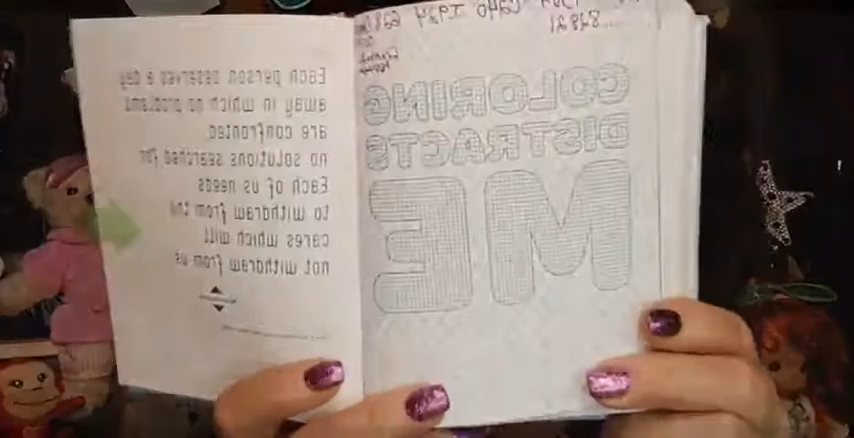 COLORING
DISTRACTS
ME
Each person deserves a day
away in which no problems
are confronted
no solutions searched for
Each of us needs
to withdraw from the
cares which will
not withdraw from us